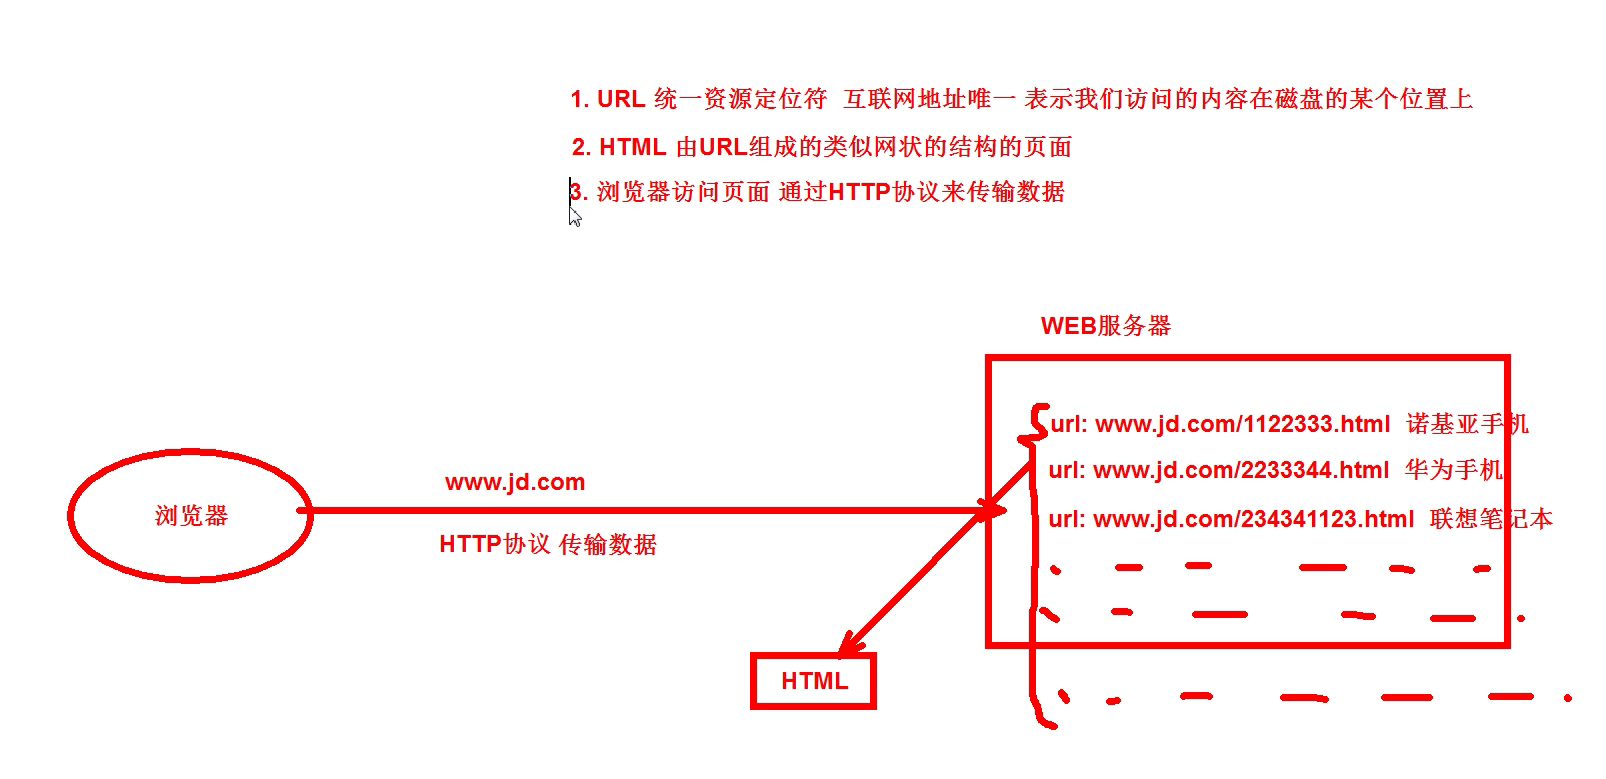 1. URL 统一资源定位符 互联网地址唯一 表示我们访问的内容在磁盘的某个位置上
2. HTML 由URL组成的类似网状的结构的页面
3. 浏览器访问页面 通过HTTP协议来传输数据
WEB服务器
url: www.jd.com/1122333.html 诺基亚手机
url: www.jd.com/2233344.html 华为手机
url: www.jd.com/234341123.html 联想笔记本
www.jd.com
浏览器
HTTP协议 传输数据
HTML